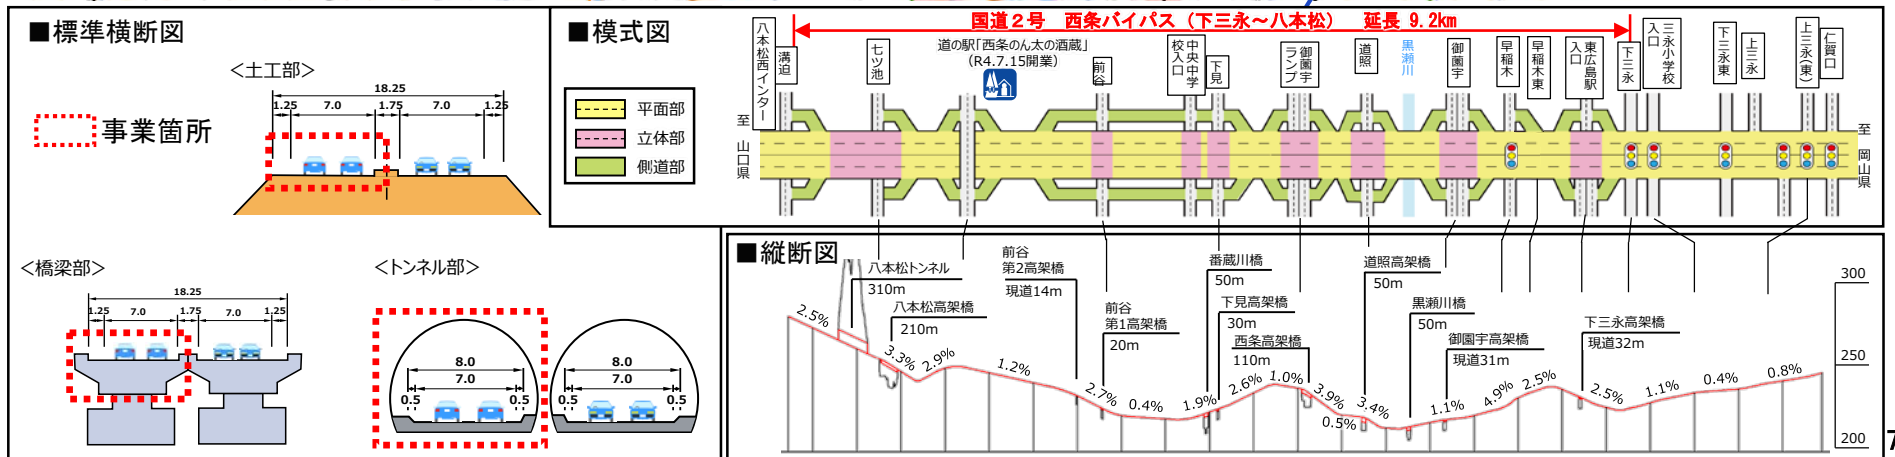 ■標準横断図
<土工部>
18.25
1.25 7.0 1.75 7.0 1.25
事業箇所
<橋梁部>
18.25
1.25 7.0 1.75 7.0 1.25
<トンネル部>
8.0
7.0
0.5 0.5
8.0
7.0
0.5 0.5
■模式図
国道2号 西条バイパス（下三永～八本松） 延長 9.2km
平面部
立体部
側道部
至 山口県
八本松西インター
溝迫
七ツ池
道の駅「西条のん太の酒蔵」
(R4.7.15開業)
前谷
中央中学校入口
下見
御薗宇ランプ
道照
黒瀬川
御薗宇
早稲木
早稲木東
東広島駅入口
下三永
三永小学校入口
下三永東
上三永
上三永(東)
仁賀口
至 岡山県
■縦断図
八本松トンネル
310m
八本松高架橋
210m
前谷
第2高架橋
現道14m
前谷
第1高架橋
20m
番蔵川橋
50m
下見高架橋
30m
西条高架橋
110m
道照高架橋
50m
黒瀬川橋
50m
御薗宇高架橋
現道31m
下三永高架橋
現道32m
2.5% 3.3% 2.9% 1.2% 2.7% 0.4% 1.9% 2.6% 1.0% 3.9% 0.5% 3.4% 1.1% 4.9% 2.5% 2.5% 1.1% 0.4% 0.8%
300
250
200
7